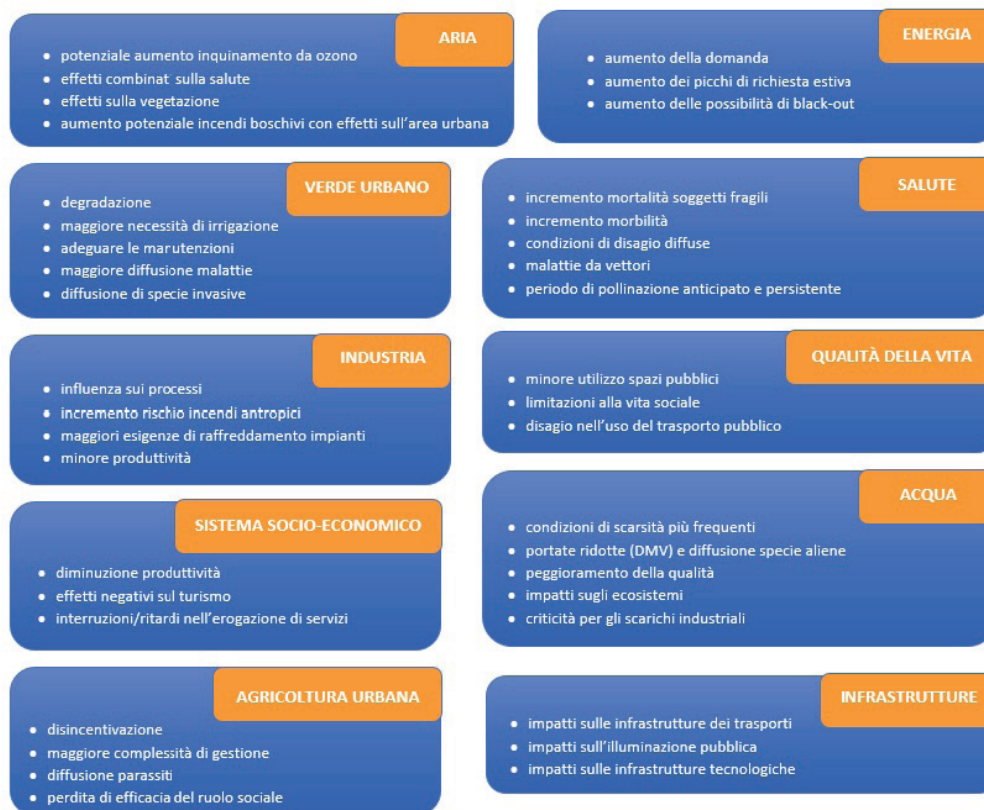 ARIA
• potenziale aumento inquinamento da ozono
• effetti combinat sulla salute
• effetti sulla vegetazione
• aumento potenziale incendi boschivi con effetti sull'area urbana
ENERGIA
• aumento della domanda
• aumento dei picchi di richiesta estiva
• aumento delle possibilità di black-out
VERDE URBANO
• degradazione
• maggiore necessità di irrigazione
• adeguare le manutenzioni
• maggiore diffusione malattie
• diffusione di specie invasive
SALUTE
• incremento mortalità soggetti fragili
• incremento morbilità
• condizioni di disagio diffuse
• malattie da vettori
• periodo di pollinazione anticipato e persistente
INDUSTRIA
• influenza sui processi
• incremento rischio incendi antropici
• maggiori esigenze di raffreddamento impianti
• minore produttività
QUALITÀ DELLA VITA
• minore utilizzo spazi pubblici
• limitazioni alla vita sociale
• disagio nell'uso del trasporto pubblico
SISTEMA SOCIO-ECONOMICO
• diminuzione produttività
• effetti negativi sul turismo
• interruzioni/ritardi nell'erogazione di servizi
ACQUA
• condizioni di scarsità più frequenti
• portate ridotte (DMV) e diffusione specie aliene
• peggioramento della qualità
• impatti sugli ecosistemi
• criticità per gli scarichi industriali
AGRICOLTURA URBANA
• disincentivazione
• maggiore complessità di gestione
• diffusione parassiti
• perdita di efficacia del ruolo sociale
INFRASTRUTTURE
• impatti sulle infrastrutture dei trasporti
• impatti sull'illuminazione pubblica
• impatti sulle infrastrutture tecnologiche